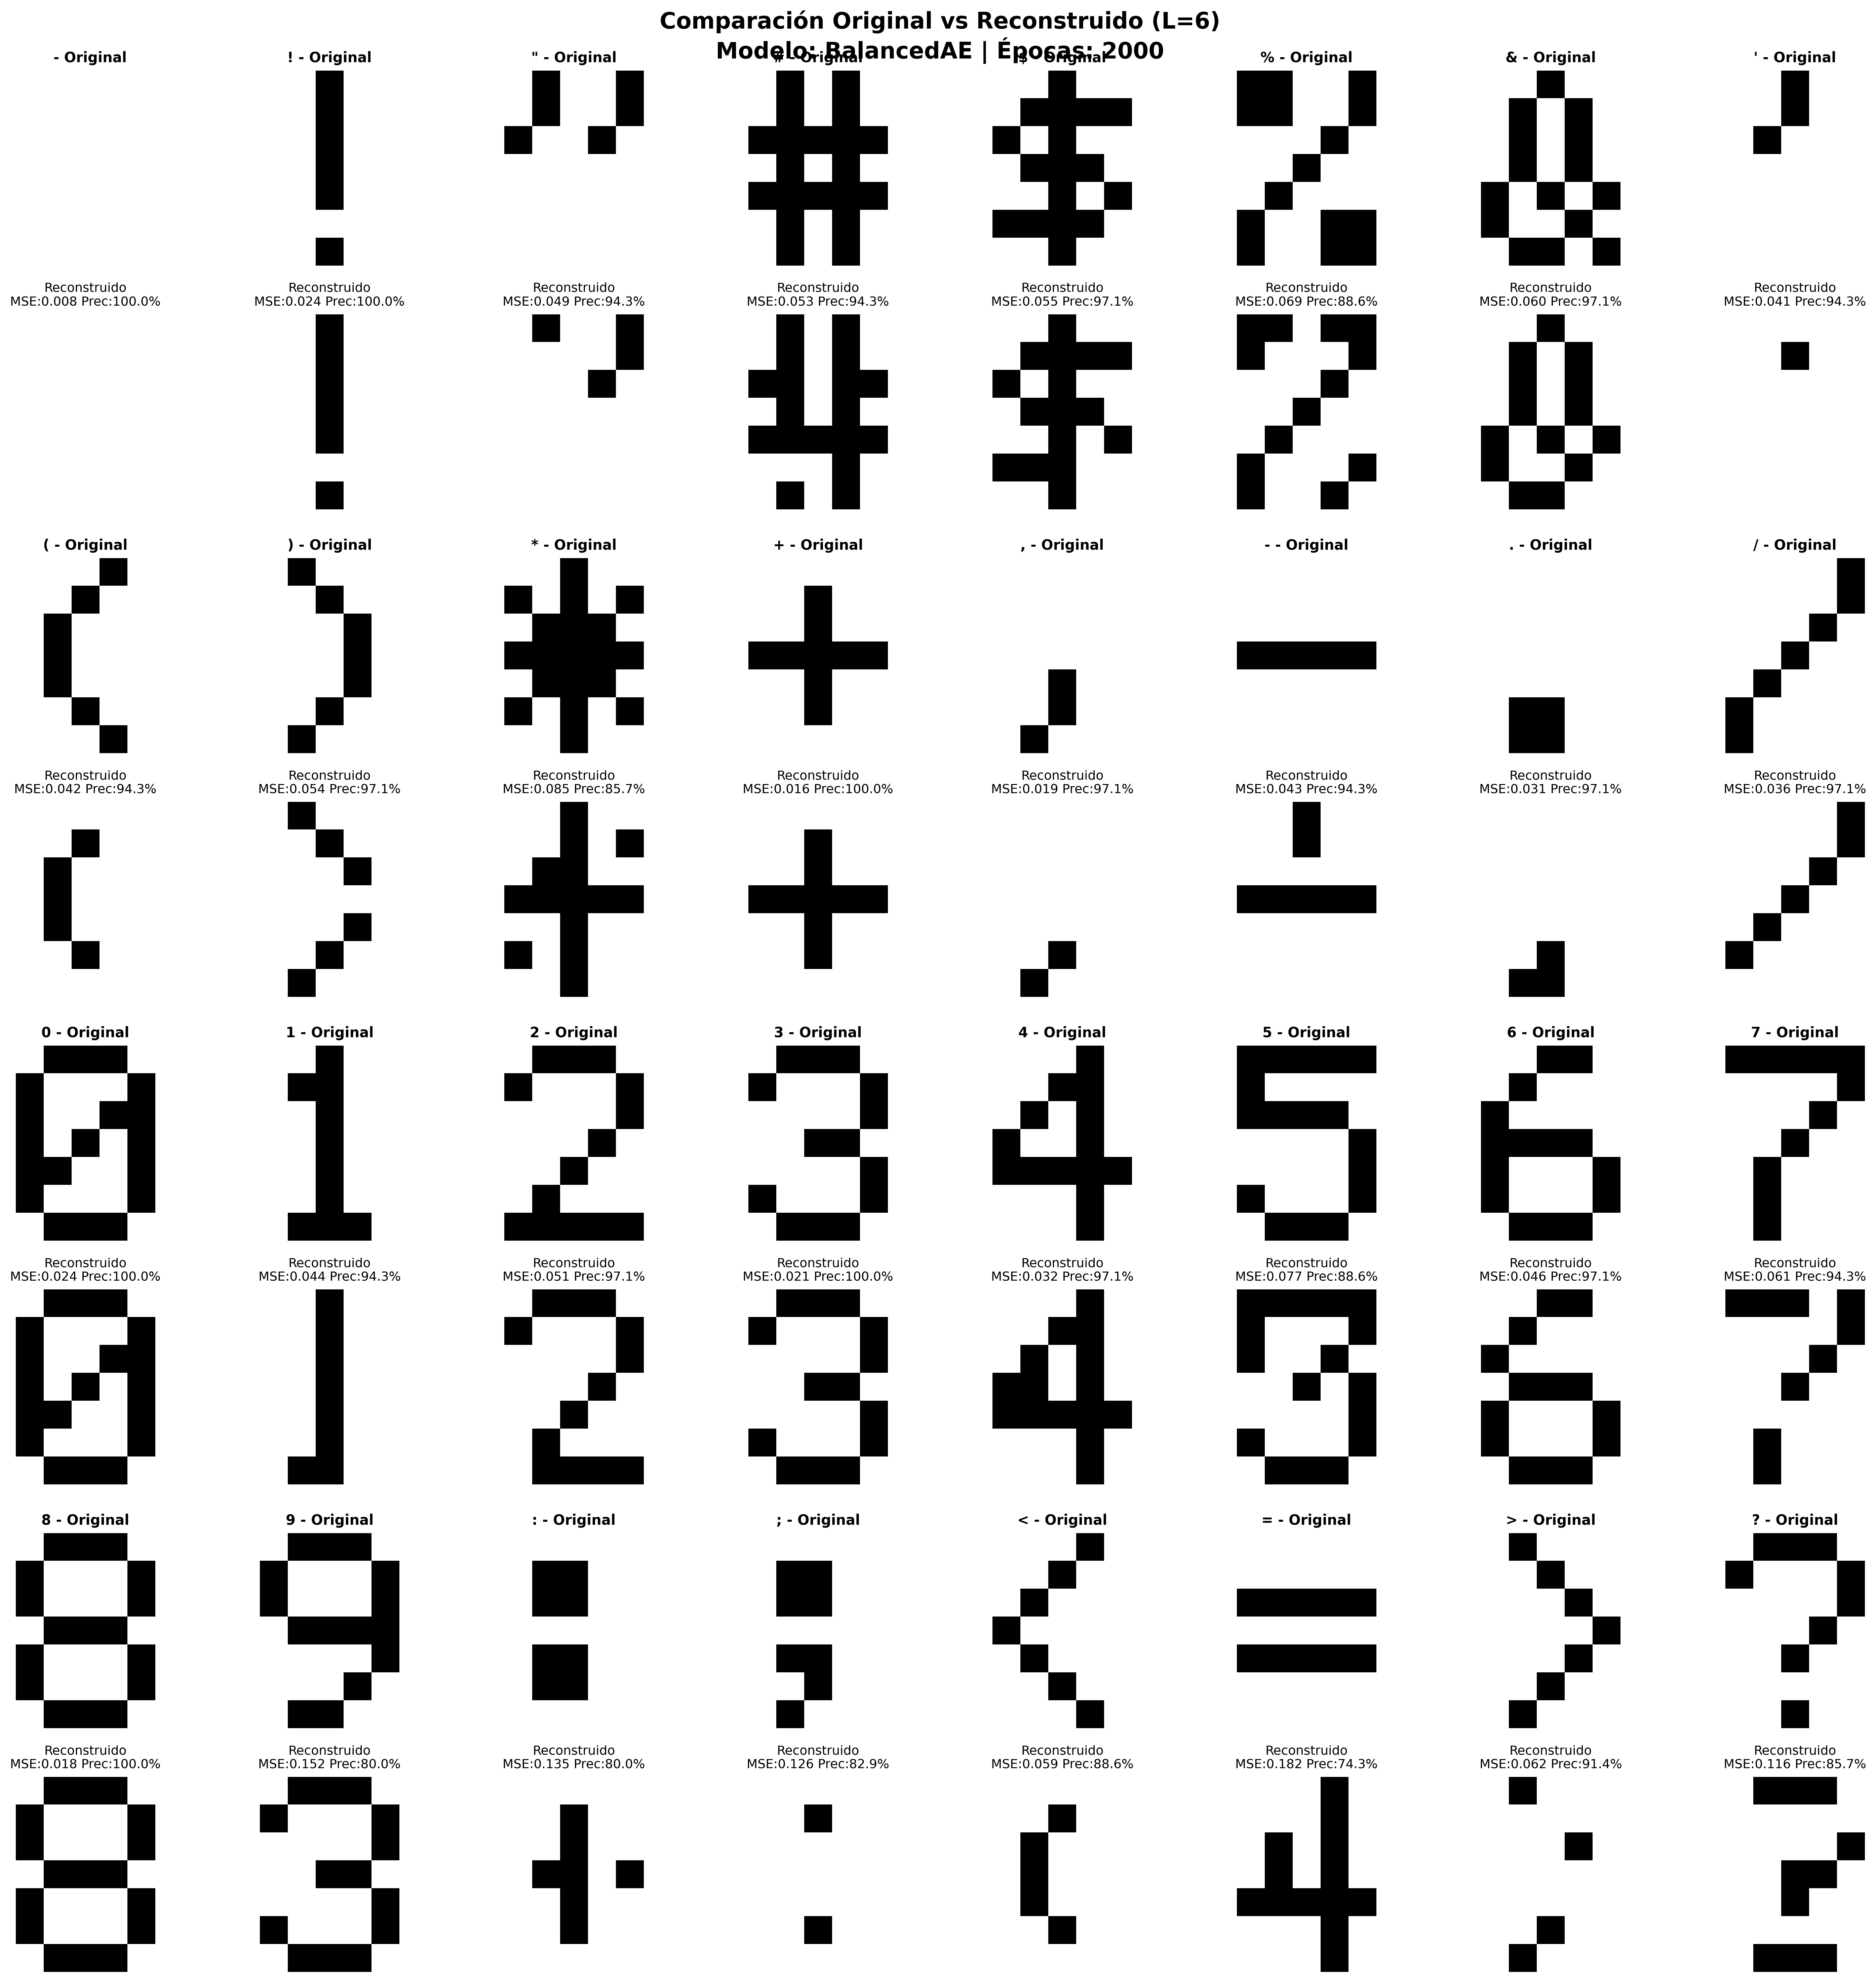 Comparación Original vs Reconstruido (L=6)
Modelo: BalancedAE | Épocas: 2000
- Original ! - Original " - Original # - Original $ - Original % - Original & - Original ' - Original
Reconstruido Reconstruido Reconstruido Reconstruido Reconstruido Reconstruido Reconstruido Reconstruido
MSE:0.008 Prec:100.0% MSE:0.024 Prec:100.0% MSE:0.049 Prec:94.3% MSE:0.053 Prec:94.3% MSE:0.055 Prec:97.1% MSE:0.069 Prec:88.6% MSE:0.060 Prec:97.1% MSE:0.041 Prec:94.3%
( - Original ) - Original * - Original + - Original , - Original - - Original . - Original / - Original
Reconstruido Reconstruido Reconstruido Reconstruido Reconstruido Reconstruido Reconstruido Reconstruido
MSE:0.042 Prec:94.3% MSE:0.054 Prec:97.1% MSE:0.085 Prec:85.7% MSE:0.016 Prec:100.0% MSE:0.019 Prec:97.1% MSE:0.043 Prec:94.3% MSE:0.031 Prec:97.1% MSE:0.036 Prec:97.1%
0 - Original 1 - Original 2 - Original 3 - Original 4 - Original 5 - Original 6 - Original 7 - Original
Reconstruido Reconstruido Reconstruido Reconstruido Reconstruido Reconstruido Reconstruido Reconstruido
MSE:0.024 Prec:100.0% MSE:0.044 Prec:94.3% MSE:0.051 Prec:97.1% MSE:0.021 Prec:100.0% MSE:0.032 Prec:97.1% MSE:0.077 Prec:88.6% MSE:0.046 Prec:97.1% MSE:0.061 Prec:94.3%
8 - Original 9 - Original : - Original ; - Original < - Original = - Original > - Original ? - Original
Reconstruido Reconstruido Reconstruido Reconstruido Reconstruido Reconstruido Reconstruido Reconstruido
MSE:0.018 Prec:100.0% MSE:0.152 Prec:80.0% MSE:0.135 Prec:80.0% MSE:0.126 Prec:82.9% MSE:0.059 Prec:88.6% MSE:0.182 Prec:74.3% MSE:0.062 Prec:91.4% MSE:0.116 Prec:85.7%